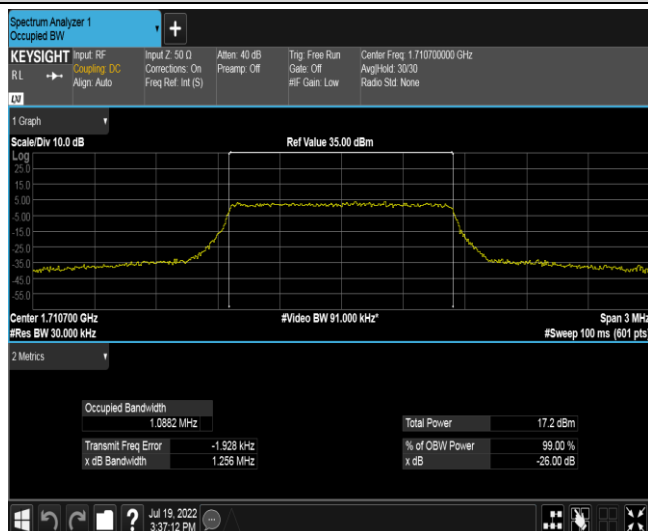 Spectrum Analyzer 1
Occupied BW
KEYSIGHT
RL
LXI
Input: RF
Coupling: DC
Align: Auto
Input Z: 50 Ω
Corrections: On
Freq Ref: Int (S)
Atten: 40 dB
Preamp: Off
Trig: Free Run
Gate: Off
#IF Gain: Low
Center Freq: 1.710700000 GHz
Avg|Hold: 30/30
Radio Std: None
1 Graph
Scale/Div 10.0 dB
Ref Value 35.00 dBm
Log
25.0
15.0
5.00
-5.00
-15.0
-25.0
-35.0
-45.0
-55.0
Center 1.710700 GHz
#Video BW 91.000 kHz*
Span 3 MHz
#Res BW 30.000 kHz
#Sweep 100 ms (601 pts)
2 Metrics
Occupied Bandwidth
1.0882 MHz
Total Power 17.2 dBm
Transmit Freq Error -1.928 kHz
% of OBW Power 99.00 %
x dB Bandwidth 1.256 MHz
x dB -26.00 dB
?
Jul 19, 2022
3:37:12 PM